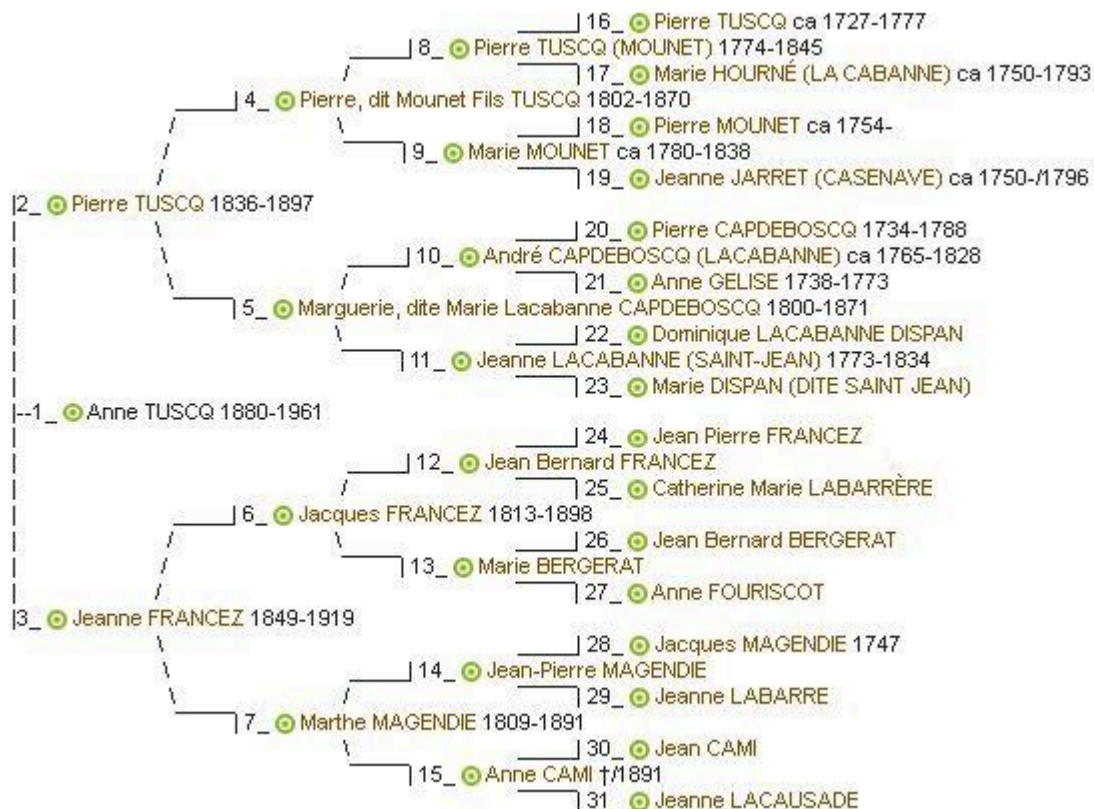 16_ Pierre TUSCQ ca 1727-1777
8_ Pierre TUSCQ (MOUNET) 1774-1845
17_ Marie HOURNÉ (LA CABANNE) ca 1750-1793
4_ Pierre, dit Mounet Fils TUSCQ 1802-1870
18_ Pierre MOUNET ca 1754-
9_ Marie MOUNET ca 1780-1838
19_ Jeanne JARRET (CASENAVE) ca 1750-/1796
2_ Pierre TUSCQ 1836-1897
20_ Pierre CAPDEBOSCQ 1734-1788
10_ André CAPDEBOSCQ (LACABANNE) ca 1765-1828
21_ Anne GELISE 1738-1773
5_ Marguerie, dite Marie Lacabanne CAPDEBOSCQ 1800-1871
22_ Dominique LACABANNE DISPAN
11_ Jeanne LACABANNE (SAINT-JEAN) 1773-1834
23_ Marie DISPAN (DITE SAINT JEAN)
--1_ Anne TUSCQ 1880-1961
24_ Jean Pierre FRANCEZ
12_ Jean Bernard FRANCEZ
25_ Catherine Marie LABARRÈRE
6_ Jacques FRANCEZ 1813-1898
26_ Jean Bernard BERGERAT
13_ Marie BERGERAT
27_ Anne FOURISCOT
3_ Jeanne FRANCEZ 1849-1919
28_ Jacques MAGENDIE 1747
14_ Jean-Pierre MAGENDIE
29_ Jeanne LABARRE
7_ Marthe MAGENDIE 1809-1891
30_ Jean CAMI
15_ Anne CAMI †/1891
31_ Jeanne LACAUSADE